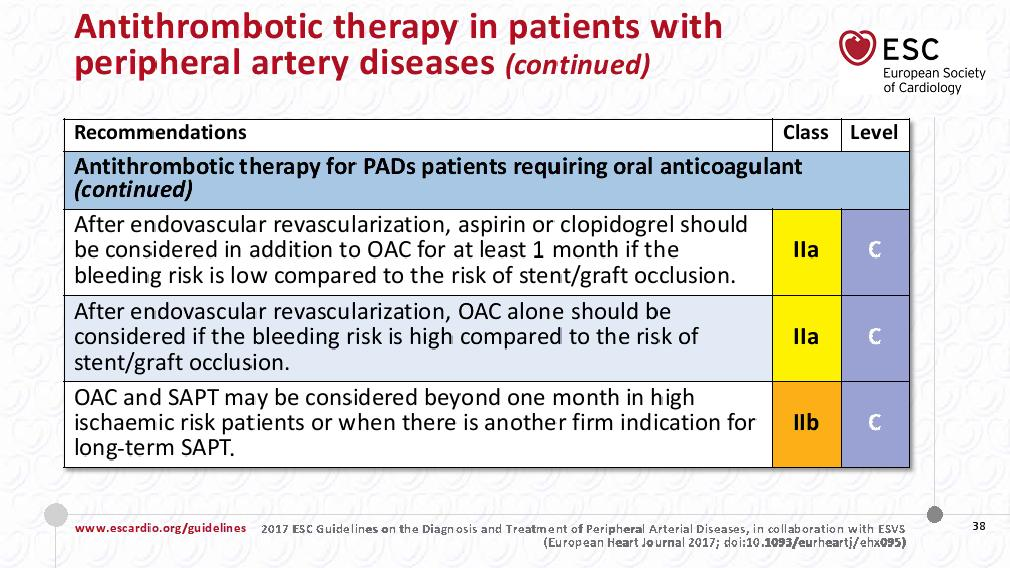 Antithrombotic therapy in patients with
peripheral artery diseases (continued)
ESC
European Society
of Cardiology
Recommendations Class Level
Antithrombotic therapy for PADs patients requiring oral anticoagulant
(continued)
After endovascular revascularization, aspirin or clopidogrel should
be considered in addition to OAC for at least 1 month if the
bleeding risk is low compared to the risk of stent/graft occlusion.
IIa C
After endovascular revascularization, OAC alone should be
considered if the bleeding risk is high compared to the risk of
stent/graft occlusion.
IIa C
OAC and SAPT may be considered beyond one month in high
ischaemic risk patients or when there is another firm indication for
long-term SAPT.
IIb C
www.escardio.org/guidelines 2017 ESC Guidelines on the Diagnosis and Treatment of Peripheral Arterial Diseases, in collaboration with ESVS
(European Heart Journal 2017; doi:10.1093/eurheartj/ehx095)
38